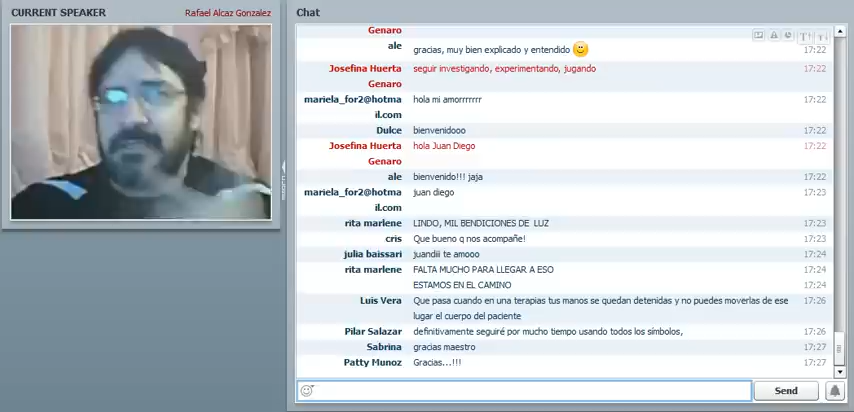 CURRENT SPEAKER
Rafael Alcaz Gonzalez
Chat
Genaro
ale gracias, muy bien explicado y entendido 17:22
Josefina Huerta seguir investigando, experimentando, jugando 17:22
Genaro
mariela_for2@hotma hola mi amorrrrrrr 17:22
il.com
Dulce bienvenidooo 17:22
Josefina Huerta hola Juan Diego 17:22
Genaro
ale bienvenido!!! jaja 17:22
mariela_for2@hotma juan diego 17:23
il.com
rita marlene LINDO, MIL BENDICIONES DE LUZ 17:23
cris Que bueno q nos acompañe! 17:23
julia baissari juandiii te amooo 17:24
rita marlene FALTA MUCHO PARA LLEGAR A ESO 17:24
ESTAMOS EN EL CAMINO 17:24
Luis Vera Que pasa cuando en una terapias tus manos se quedan detenidas y no puedes moverlas de ese 17:26
lugar el cuerpo del paciente
Pilar Salazar definitivamente seguiré por mucho tiempo usando todos los símbolos, 17:26
Sabrina gracias maestro 17:27
Patty Munoz Gracias...!!! 17:27
Send